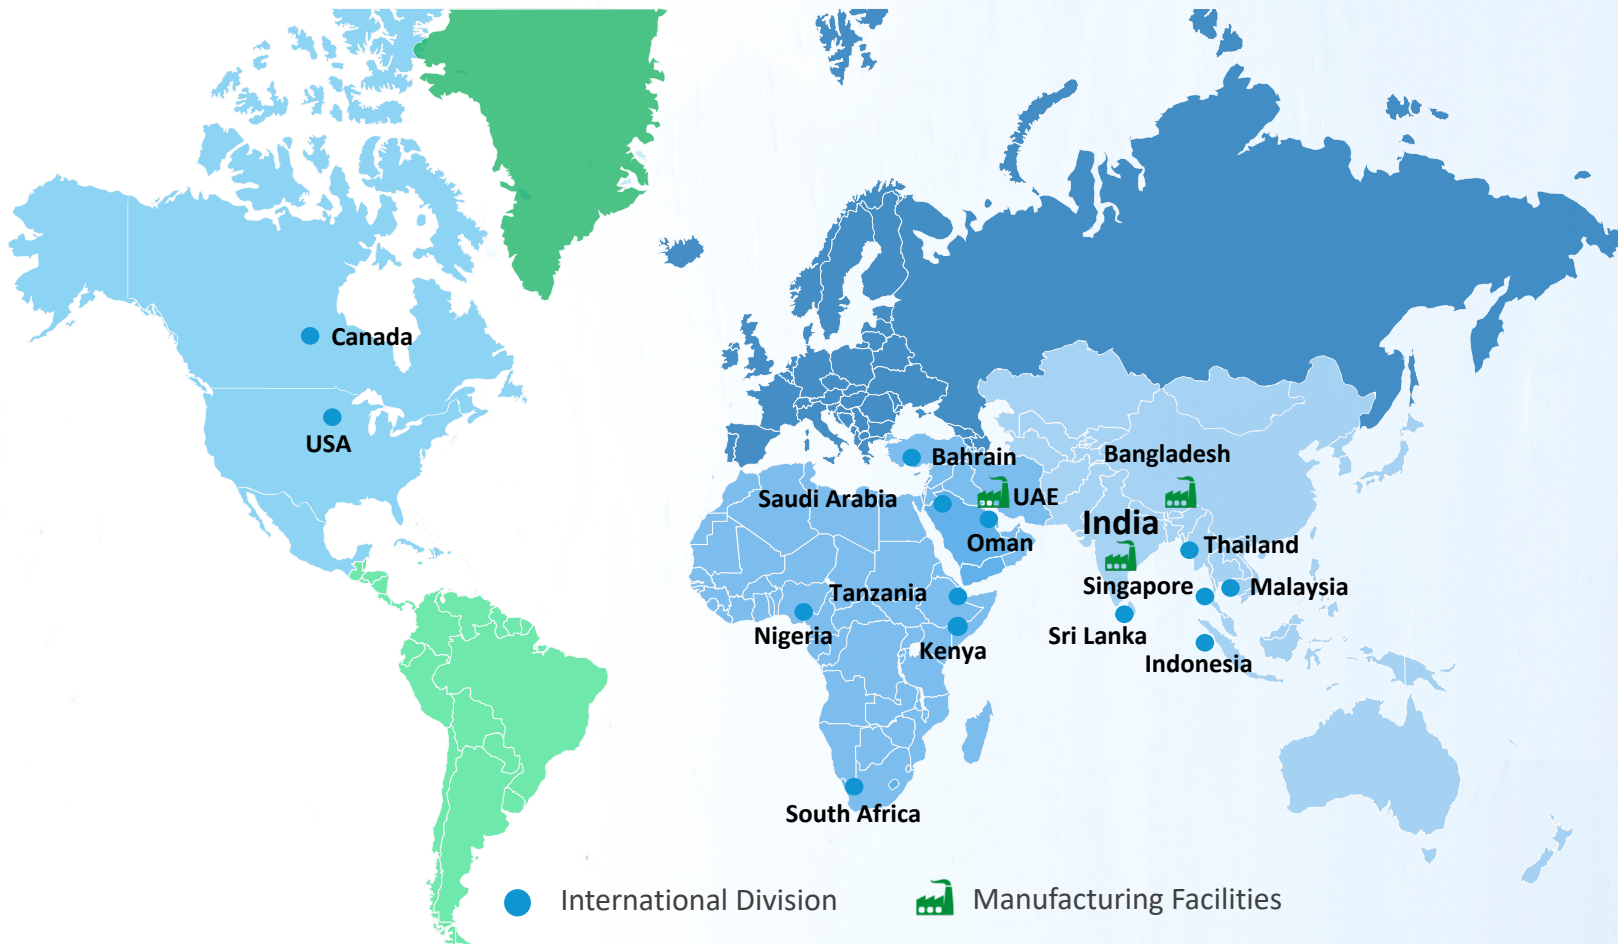 Canada
USA
Bahrain
Bangladesh
Saudi Arabia
UAE
India
Oman
Thailand
Singapore
Malaysia
Tanzania
Nigeria
Kenya
Sri Lanka
Indonesia
South Africa
International Division
Manufacturing Facilities